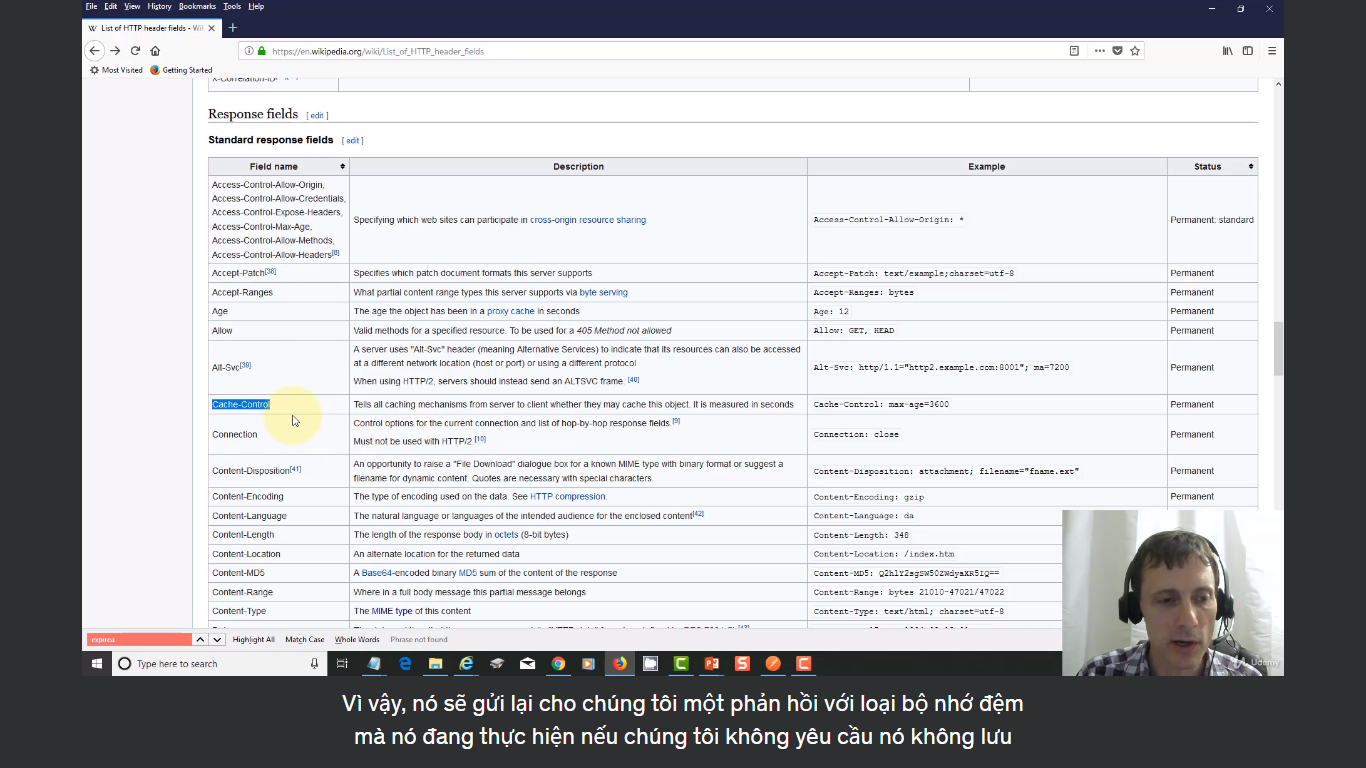 File Edit View History Bookmarks Tools Help
List of HTTP header fields - Wi
https://en.wikipedia.org/wiki/List_of_HTTP_header_fields
Most Visited Getting Started
Response fields [ edit ]
Standard response fields [ edit ]
Field name Description Example Status
Access-Control-Allow-Origin,
Access-Control-Allow-Credentials,
Access-Control-Expose-Headers,
Access-Control-Max-Age,
Access-Control-Allow-Methods,
Access-Control-Allow-Headers[8]
Specifying which web sites can participate in cross-origin resource sharing
Access-Control-Allow-Origin: *
Permanent: standard
Accept-Patch[38] Specifies which patch document formats this server supports Accept-Patch: text/example;charset=utf-8 Permanent
Accept-Ranges What partial content range types this server supports via byte serving Accept-Ranges: bytes Permanent
Age The age the object has been in a proxy cache in seconds Age: 12 Permanent
Allow Valid methods for a specified resource. To be used for a 405 Method not allowed Allow: GET, HEAD Permanent
Alt-Svc[39]
A server uses "Alt-Svc" header (meaning Alternative Services) to indicate that its resources can also be accessed
at a different network location (host or port) or using a different protocol
When using HTTP/2, servers should instead send an ALTSVC frame. [40]
Alt-Svc: http/1.1="http2.example.com:8001"; ma=7200
Permanent
Cache-Control Tells all caching mechanisms from server to client whether they may cache this object. It is measured in seconds Cache-Control: max-age=3600 Permanent
Connection
Control options for the current connection and list of hop-by-hop response fields.[9]
Must not be used with HTTP/2.[10]
Connection: close
Permanent
Content-Disposition[41]
An opportunity to raise a "File Download" dialogue box for a known MIME type with binary format or suggest a
filename for dynamic content. Quotes are necessary with special characters.
Content-Disposition: attachment; filename="fname.ext"
Permanent
Content-Encoding The type of encoding used on the data. See HTTP compression. Content-Encoding: gzip Permanent
Content-Language The natural language or languages of the intended audience for the enclosed content[42] Content-Language: da
Content-Length The length of the response body in octets (8-bit bytes) Content-Length: 348
Content-Location An alternate location for the returned data Content-Location: /index.htm
Content-MD5 A Base64-encoded binary MD5 sum of the content of the response Content-MD5: Q2hlY2sgSW50ZWdyaXR5IQ==
Content-Range Where in a full body message this partial message belongs Content-Range: bytes 21010-47021/47022
Content-Type The MIME type of this content Content-Type: text/html; charset=utf-8
expirea Highlight All Match Case Whole Words Phrase not found
Type here to search
Udemy
Vì vậy, nó sẽ gửi lại cho chúng tôi một phản hồi với loại bộ nhớ đệm
mà nó đang thực hiện nếu chúng tôi không yêu cầu nó không lưu